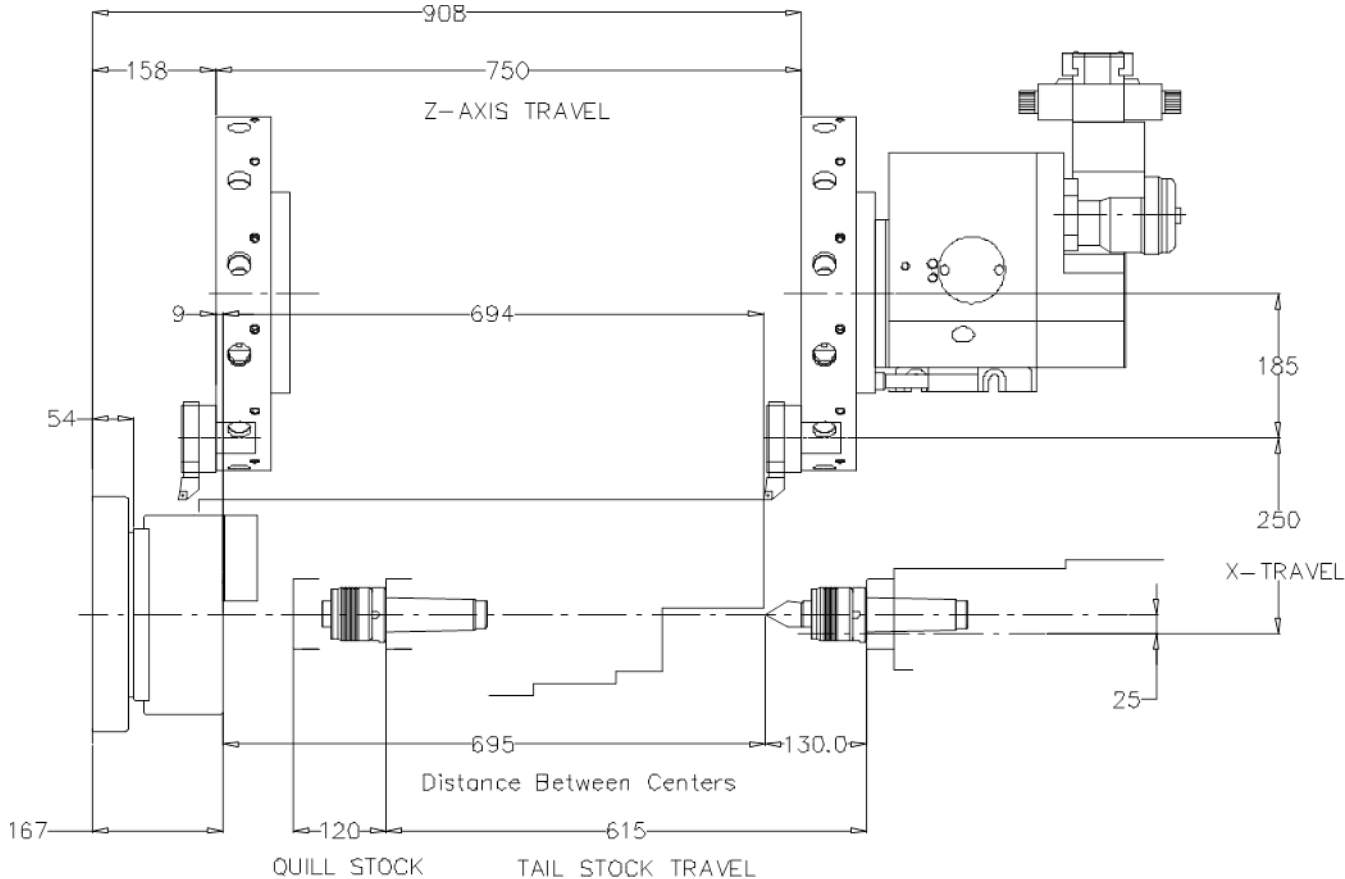 908
158
750
Z-AXIS TRAVEL
9
694
185
54
250
X-TRAVEL
25
695
130.0
Distance Between Centers
167
120
615
QUILL STOCK
TAIL STOCK TRAVEL